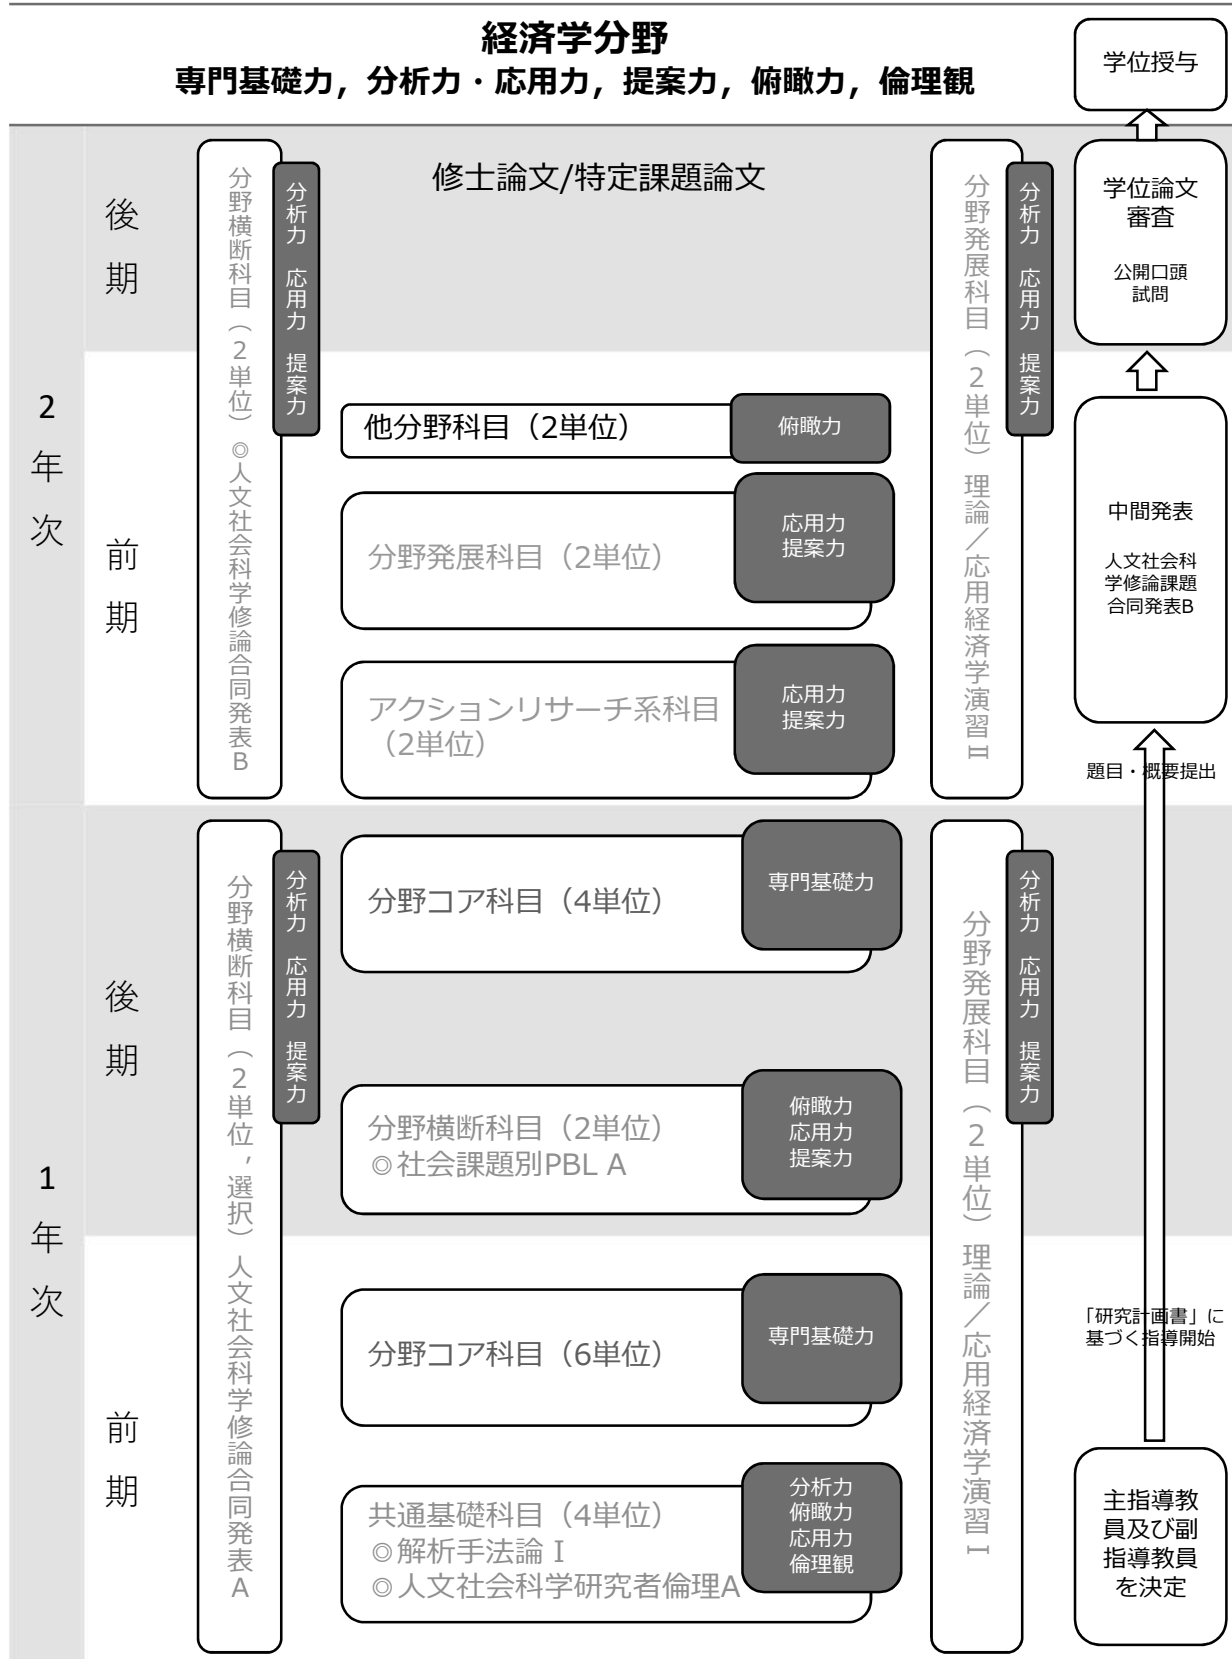 経済学分野
専門基礎力，分析力・応用力，提案力，俯瞰力，倫理観
学位授与
2年次
後期
分野横断科目（2単位）◎人文社会科学修論合同発表B
分析力 応用力 提案力
修士論文/特定課題論文
分野発展科目（2単位）理論／応用経済学演習Ⅱ
分析力 応用力 提案力
学位論文
審査
公開口頭
試問
前期
他分野科目（2単位）
俯瞰力
分野発展科目（2単位）
応用力
提案力
アクションリサーチ系科目
（2単位）
応用力
提案力
中間発表
人文社会科
学修論課題
合同発表B
題目・概要提出
1年次
後期
分野横断科目（2単位，選択）人文社会科学修論合同発表A
分析力 応用力 提案力
分野コア科目（4単位）
専門基礎力
分野横断科目（2単位）
◎社会課題別PBL A
俯瞰力
応用力
提案力
分野発展科目（2単位）理論／応用経済学演習Ⅰ
分析力 応用力 提案力
前期
分野コア科目（6単位）
専門基礎力
「研究計画書」に
基づく指導開始
共通基礎科目（4単位）
◎解析手法論Ⅰ
◎人文社会科学研究者倫理A
分析力
俯瞰力
応用力
倫理観
主指導教
員及び副
指導教員
を決定